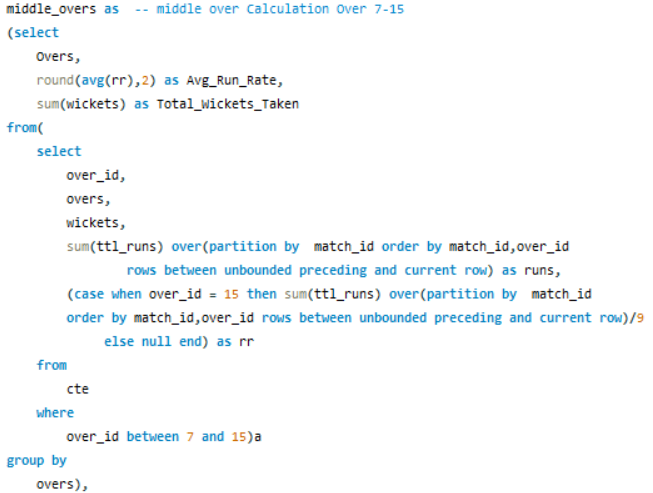 middle_overs as  -- middle over Calculation Over 7-15
(select
    Overs,
    round(avg(rr),2) as Avg_Run_Rate,
    sum(wickets) as Total_Wickets_Taken
from(
    select
        over_id,
        overs,
        wickets,
        sum(ttl_runs) over(partition by  match_id order by match_id,over_id
                rows between unbounded preceding and current row) as runs,
        (case when over_id = 15 then sum(ttl_runs) over(partition by  match_id
        order by match_id,over_id rows between unbounded preceding and current row)/9
             else null end) as rr
    from
        cte
    where
        over_id between 7 and 15)a
group by
    overs),